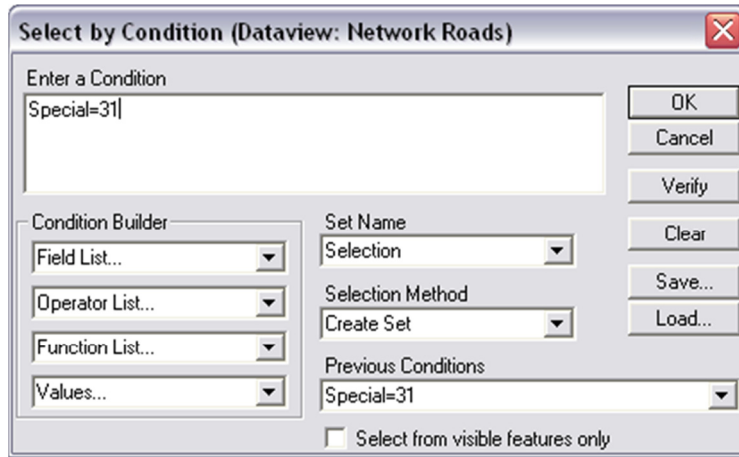 Select by Condition (Dataview: Network Roads)
Enter a Condition
Special=31
OK
Cancel
Verify
Clear
Save...
Load...
Condition Builder
Field List...
Operator List...
Function List...
Values...
Set Name
Selection
Selection Method
Create Set
Previous Conditions
Special=31
Select from visible features only